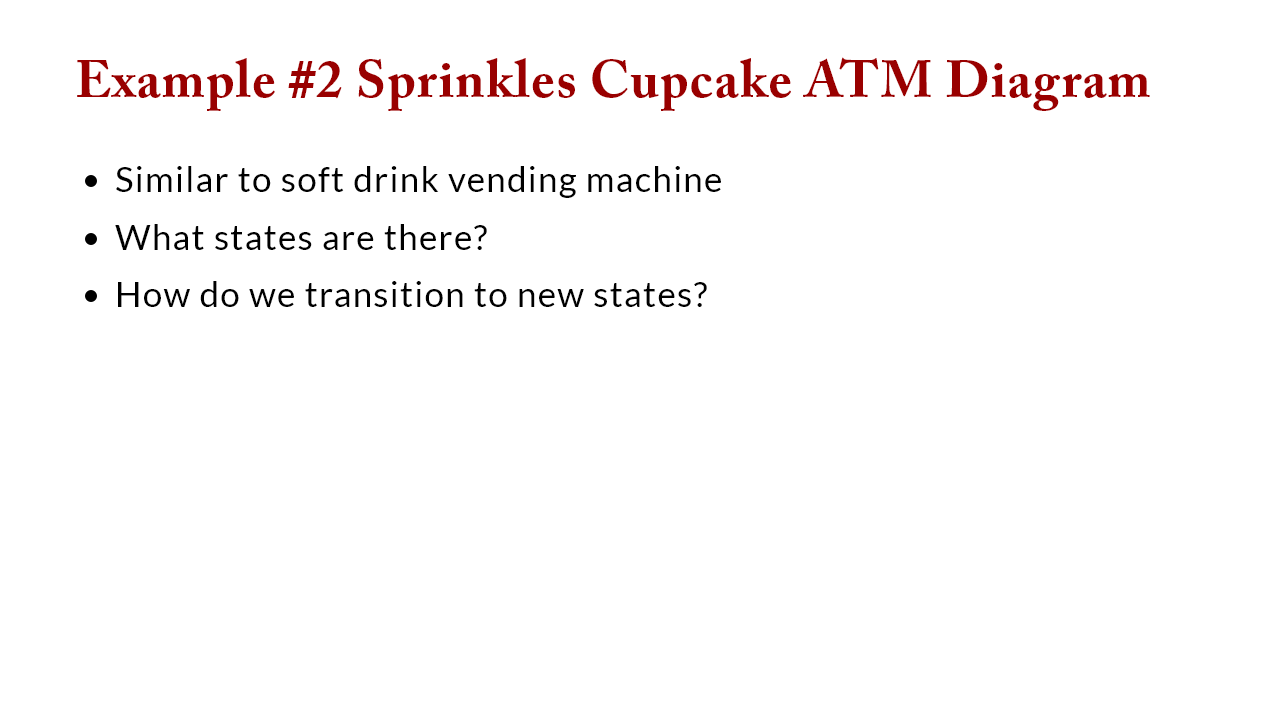 Example #2 Sprinkles Cupcake ATM Diagram
• Similar to soft drink vending machine
• What states are there?
• How do we transition to new states?